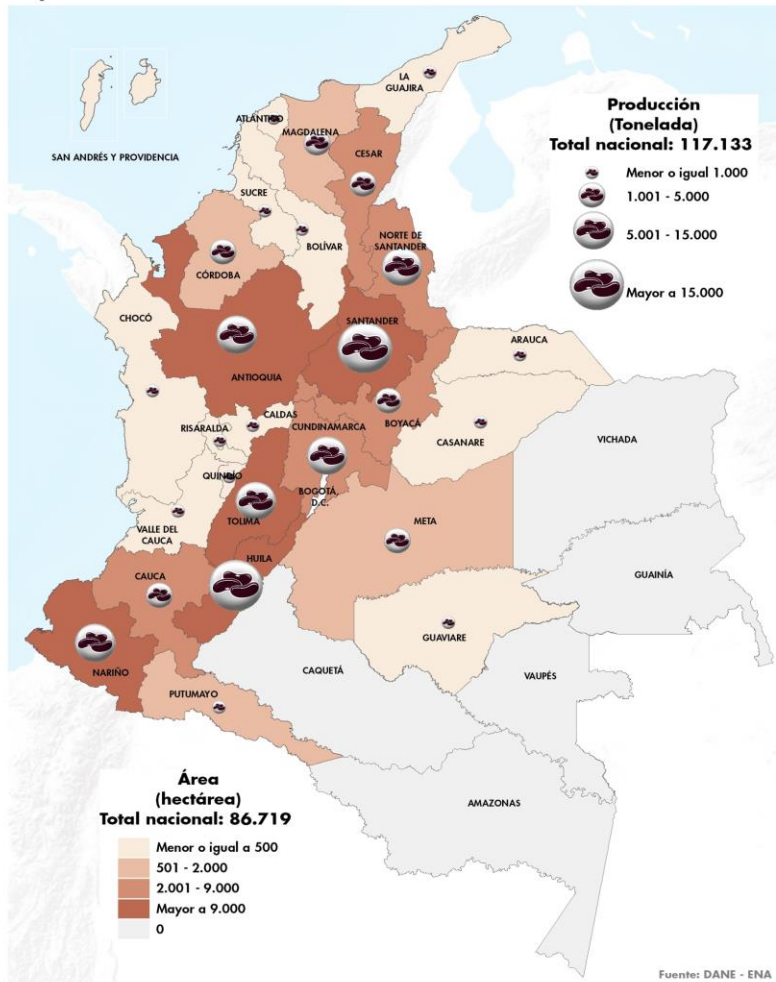 LA
GUAJIRA
ATLÁNTICO
MAGDALENA
CESAR
SAN ANDRÉS Y PROVIDENCIA
SUCRE
BOLÍVAR
NORTE DE
SANTANDER
CÓRDOBA
CHOCÓ
ANTIOQUIA
SANTANDER
ARAUCA
BOYACÁ
CASANARE
VICHADA
CALDAS
RISARALDA
CUNDINAMARCA
QUINDÍO
BOGOTÁ,
D.C.
TOLIMA
META
VALLE DEL
CAUCA
HUILA
GUAINÍA
CAUCA
NARIÑO
GUAVIARE
CAQUETÁ
VAUPÉS
PUTUMAYO
AMAZONAS
Producción
(Tonelada)
Total nacional: 117.133
Menor o igual 1.000
1.001 - 5.000
5.001 - 15.000
Mayor a 15.000
Área
(hectárea)
Total nacional: 86.719
Menor o igual a 500
501 - 2.000
2.001 - 9.000
Mayor a 9.000
0
Fuente: DANE - ENA